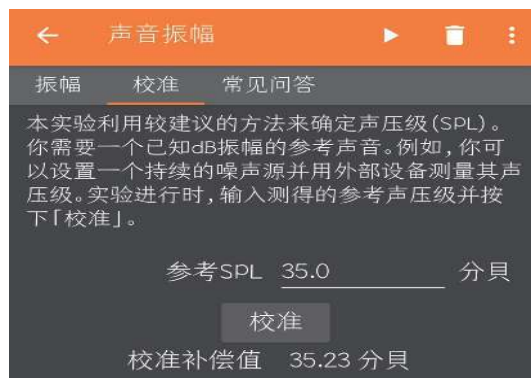 声音振幅
振幅 校准 常见问答
本实验利用较建议的方法来确定声压级(SPL)。
你需要一个已知dB振幅的参考声音。例如,你可
以设置一个持续的噪声源并用外部设备测量其声
压级。实验进行时,输入测得的参考声压级并按
下「校准」。
参考SPL 35.0 分貝
校准
校准补偿值 35.23 分貝